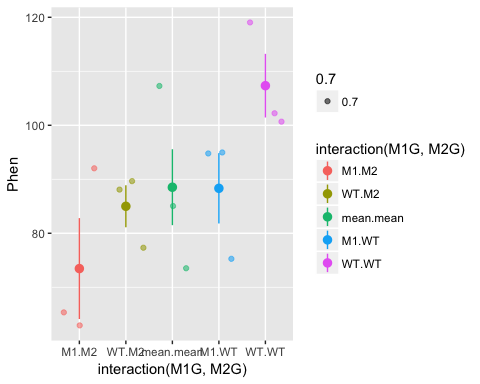 120
100
80
Phen
M1.M2 WT.M2 mean.mean M1.WT WT.WT
interaction(M1G, M2G)
0.7
0.7
interaction(M1G, M2G)
M1.M2
WT.M2
mean.mean
M1.WT
WT.WT